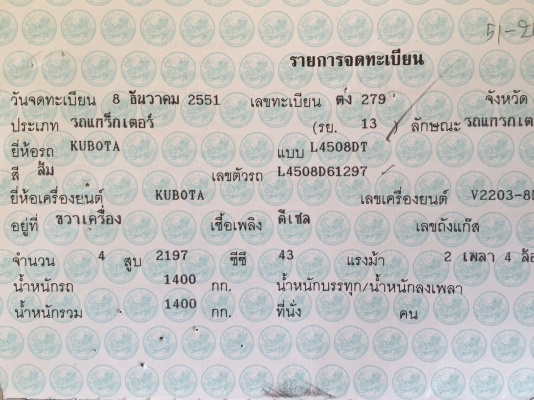 รายการจดทะเบียน
วันจดทะเบียน 8 ธันวาคม 2551 เลขทะเบียน ตง 279 จังหวัด
ประเภท รถแทร็กเตอร์ (รย. 13 ) ลักษณะ รถแทรกเต
ยี่ห้อรถ KUBOTA แบบ L4508DT
สี ส้ม เลขตัวรถ L4508D61297
ยี่ห้อเครื่องยนต์ KUBOTA เลขเครื่องยนต์ V2203-8
อยู่ที่ ขวาเครื่อง เชื้อเพลิง ดีเซล เลขถังแก๊ส
จำนวน 4 สูบ 2197 ซีซี 43 แรงม้า 2 เพลา 4 ล้อ
น้ำหนักรถ 1400 กก. น้ำหนักบรรทุก/น้ำหนักลงเพลา
น้ำหนักรวม 1400 กก. ที่นั่ง คน